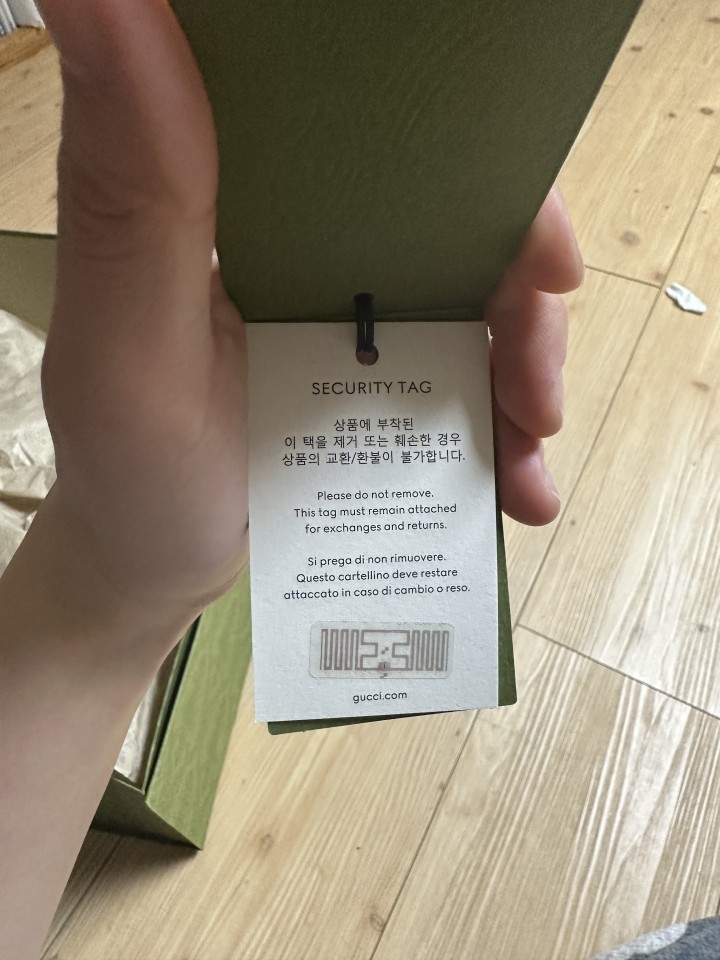 SECURITY TAG
상품에 부착된
이 택을 제거 또는 훼손한 경우
상품의 교환/환불이 불가합니다.
Please do not remove.
This tag must remain attached
for exchanges and returns.
Si prega di non rimuovere.
Questo cartellino deve restare
attaccato in caso di cambio o reso.
gucci.com